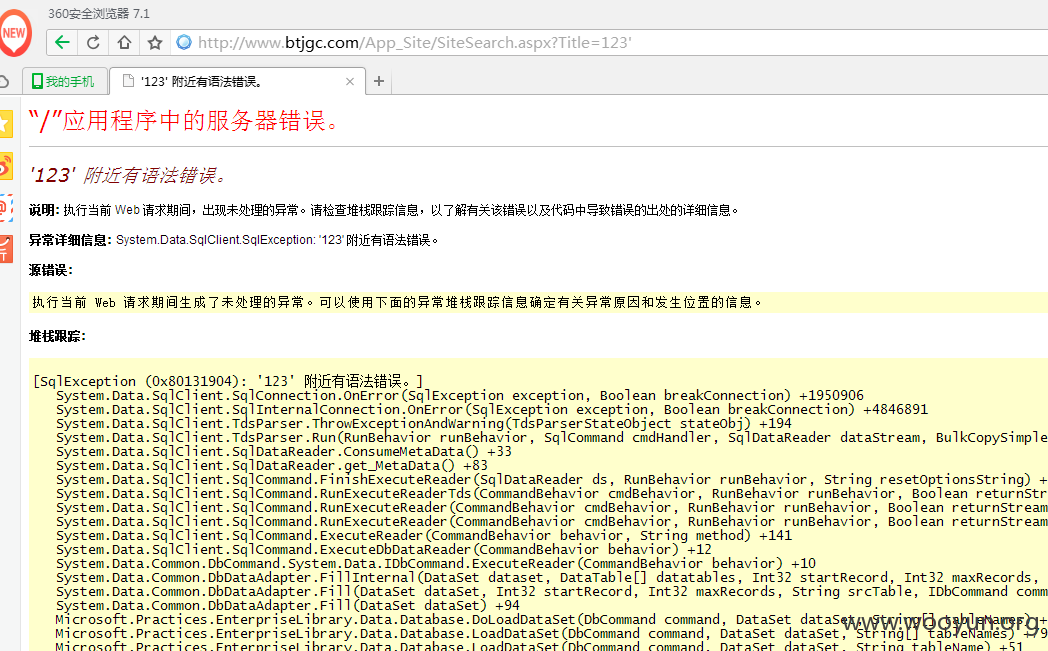 360安全浏览器 7.1
NEW
http://www.btjgc.com/App_Site/SiteSearch.aspx?Title=123'
我的手机
'123' 附近有语法错误。
“/”应用程序中的服务器错误。
'123' 附近有语法错误。
说明: 执行当前 Web 请求期间，出现未处理的异常。请检查堆栈跟踪信息，以了解有关该错误以及代码中导致错误的出处的详细信息。
异常详细信息: System.Data.SqlClient.SqlException: '123' 附近有语法错误。
源错误:
执行当前 Web 请求期间生成了未处理的异常。可以使用下面的异常堆栈跟踪信息确定有关异常原因和发生位置的信息。
堆栈跟踪:
[SqlException (0x80131904): '123' 附近有语法错误。]
System.Data.SqlClient.SqlConnection.OnError(SqlException exception, Boolean breakConnection) +1950906
System.Data.SqlClient.SqlInternalConnection.OnError(SqlException exception, Boolean breakConnection) +4846891
System.Data.SqlClient.TdsParser.ThrowExceptionAndWarning(TdsParserStateObject stateObj) +194
System.Data.SqlClient.TdsParser.Run(RunBehavior runBehavior, SqlCommand cmdHandler, SqlDataReader dataStream, BulkCopySimple
System.Data.SqlClient.SqlDataReader.ConsumeMetaData() +33
System.Data.SqlClient.SqlDataReader.get_MetaData() +83
System.Data.SqlClient.SqlCommand.FinishExecuteReader(SqlDataReader ds, RunBehavior runBehavior, String resetOptionsString) +
System.Data.SqlClient.SqlCommand.RunExecuteReaderTds(CommandBehavior cmdBehavior, RunBehavior runBehavior, Boolean returnStr
System.Data.SqlClient.SqlCommand.RunExecuteReader(CommandBehavior cmdBehavior, RunBehavior runBehavior, Boolean returnStream
System.Data.SqlClient.SqlCommand.RunExecuteReader(CommandBehavior cmdBehavior, RunBehavior runBehavior, Boolean returnStream
System.Data.SqlClient.SqlCommand.ExecuteReader(CommandBehavior behavior, String method) +141
System.Data.SqlClient.SqlCommand.ExecuteDbDataReader(CommandBehavior behavior) +12
System.Data.Common.DbCommand.System.Data.IDbCommand.ExecuteReader(CommandBehavior behavior) +10
System.Data.Common.DbDataAdapter.FillInternal(DataSet dataset, DataTable[] datatables, Int32 startRecord, Int32 maxRecords,
System.Data.Common.DbDataAdapter.Fill(DataSet dataSet, Int32 startRecord, Int32 maxRecords, String srcTable, IDbCommand comm
System.Data.Common.DbDataAdapter.Fill(DataSet dataSet) +94
Microsoft.Practices.EnterpriseLibrary.Data.Database.DoLoadDataSet(DbCommand command, DataSet dataSet, String[] tableNames) +
Microsoft.Practices.EnterpriseLibrary.Data.Database.LoadDataSet(DbCommand command, DataSet dataSet, String[] tableNames) +79
Microsoft.Practices.EnterpriseLibrary.Data.Database.LoadDataSet(DbCommand command, DataSet dataSet, String tableName) +51
www.wooyun.org